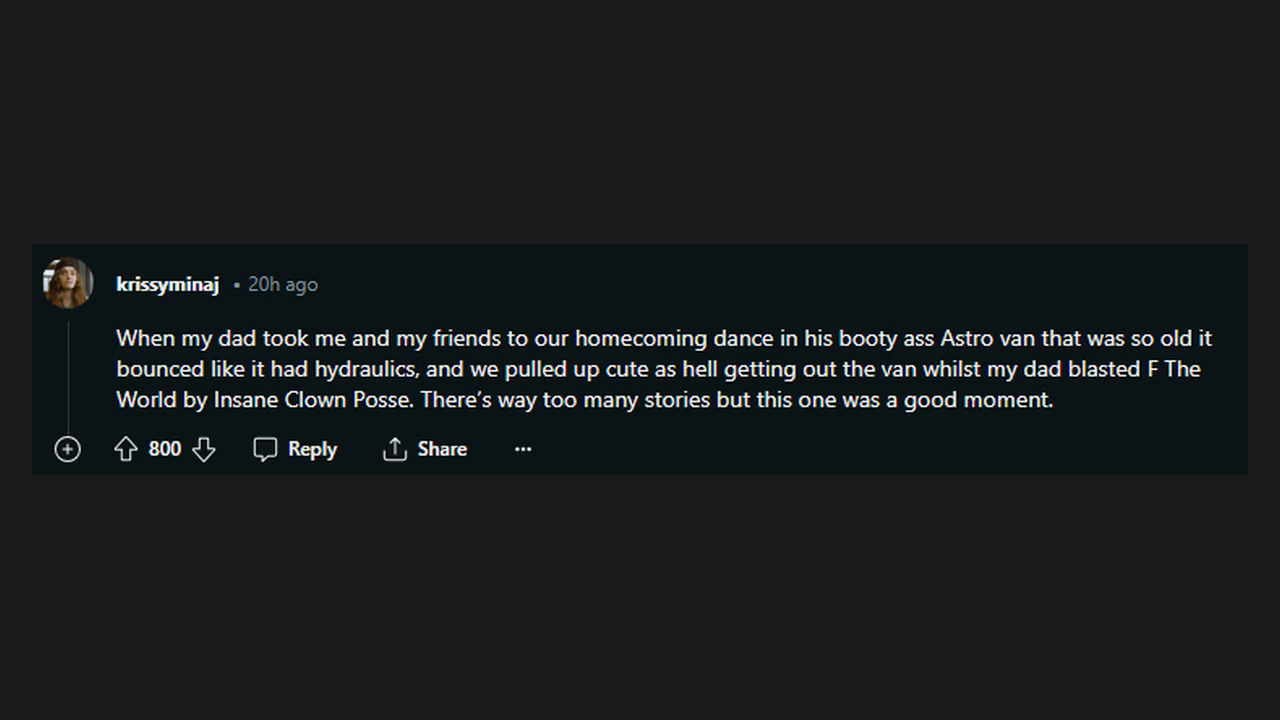 krissyminaj • 20h ago
When my dad took me and my friends to our homecoming dance in his booty ass Astro van that was so old it
bounced like it had hydraulics, and we pulled up cute as hell getting out the van whilst my dad blasted F The
World by Insane Clown Posse. There’s way too many stories but this one was a good moment.
800 Reply Share ···